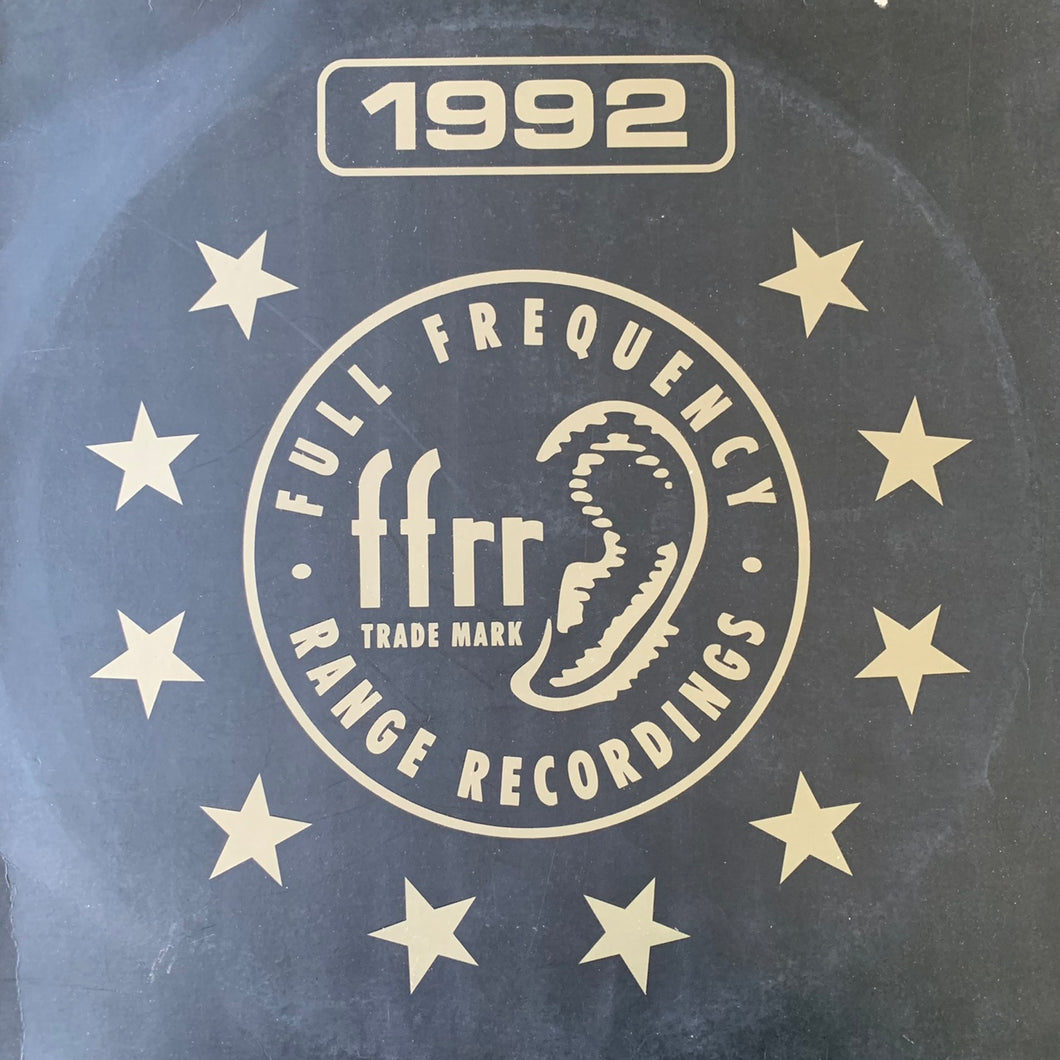 1992
· FULL FREQUENCY ·
RANGE RECORDINGS
ffrr
TRADE MARK